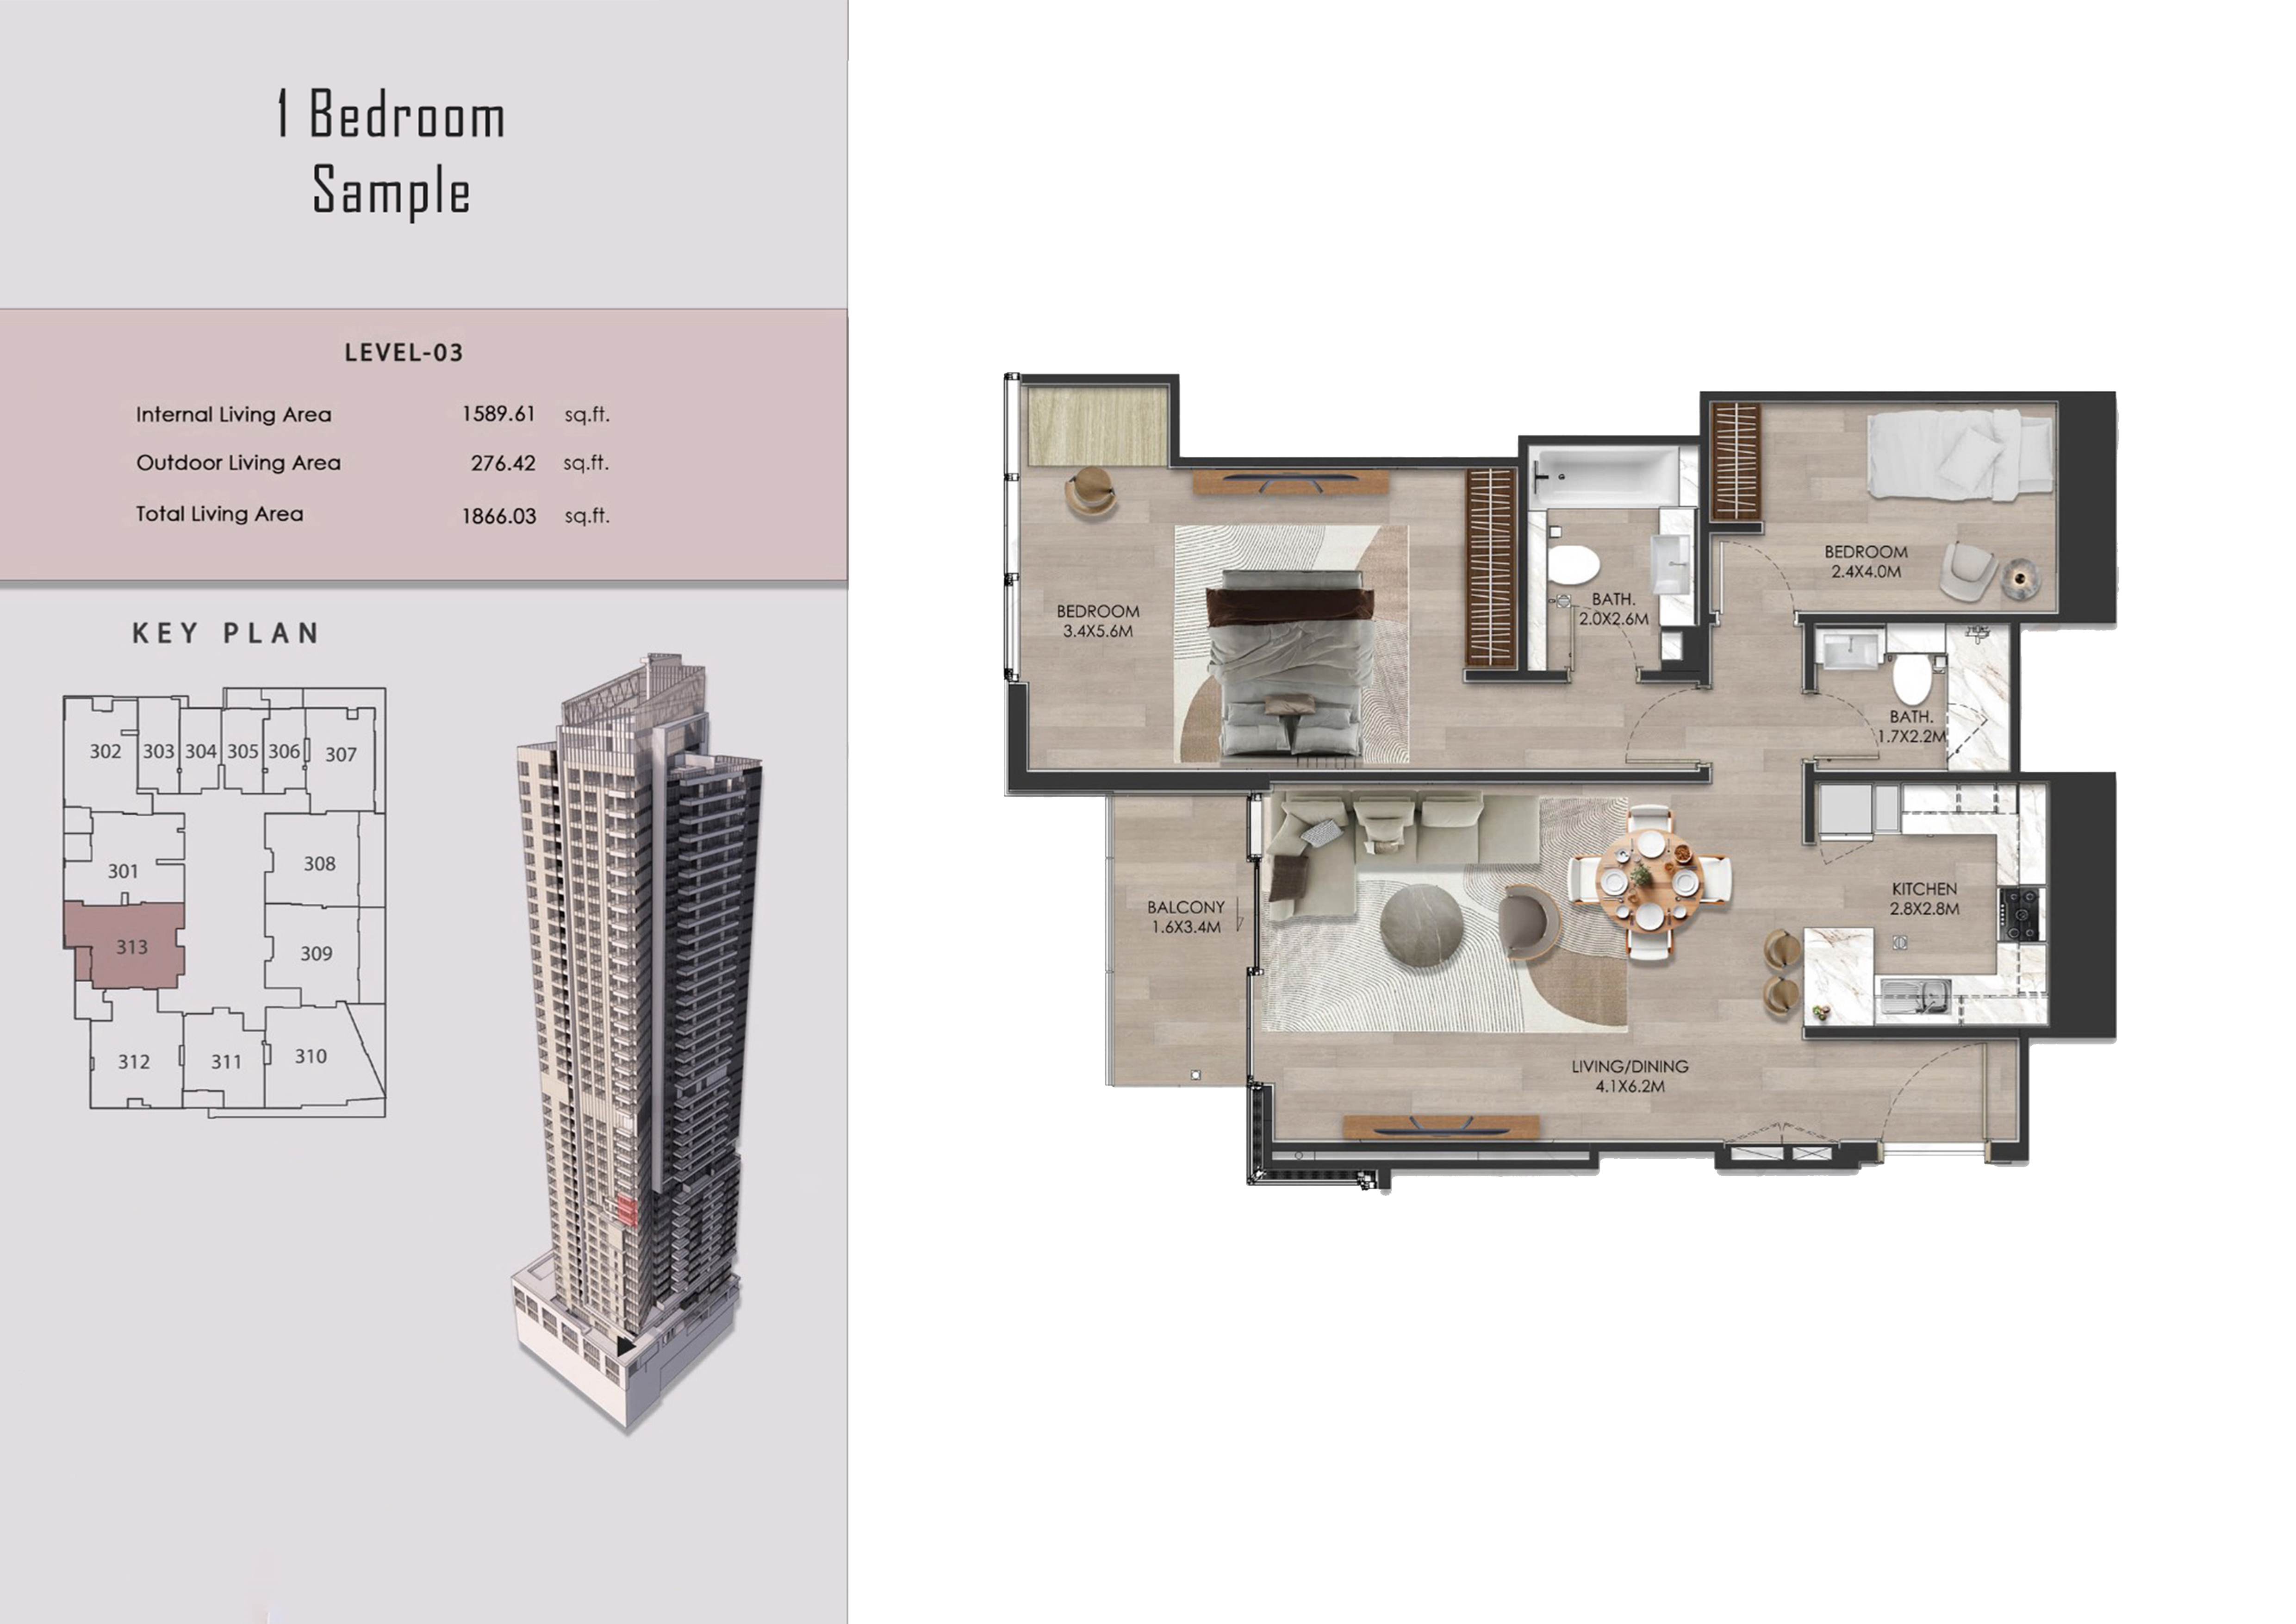 1 Bedroom
Sample
LEVEL-03
Internal Living Area 1589.61 sq.ft.
Outdoor Living Area 276.42 sq.ft.
Total Living Area 1866.03 sq.ft.
KEY PLAN
302 303 304 305 306 307
301 308
313 309
312 311 310
BEDROOM
3.4X5.6M
BATH.
2.0X2.6M
BEDROOM
2.4X4.0M
BATH.
1.7X2.2M
BALCONY
1.6X3.4M
KITCHEN
2.8X2.8M
LIVING/DINING
4.1X6.2M